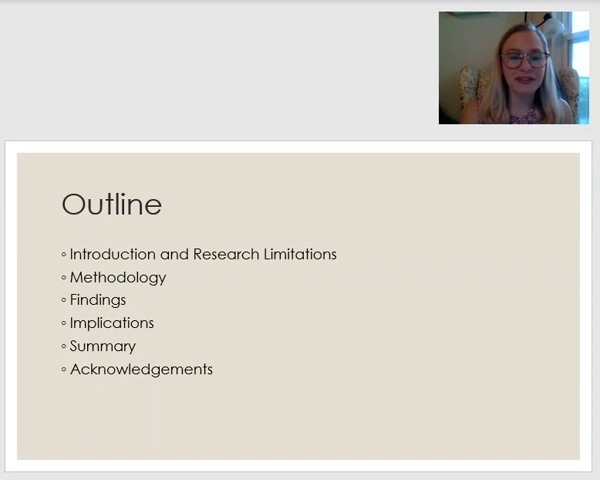 Outline
◦ Introduction and Research Limitations
◦ Methodology
◦ Findings
◦ Implications
◦ Summary
◦ Acknowledgements